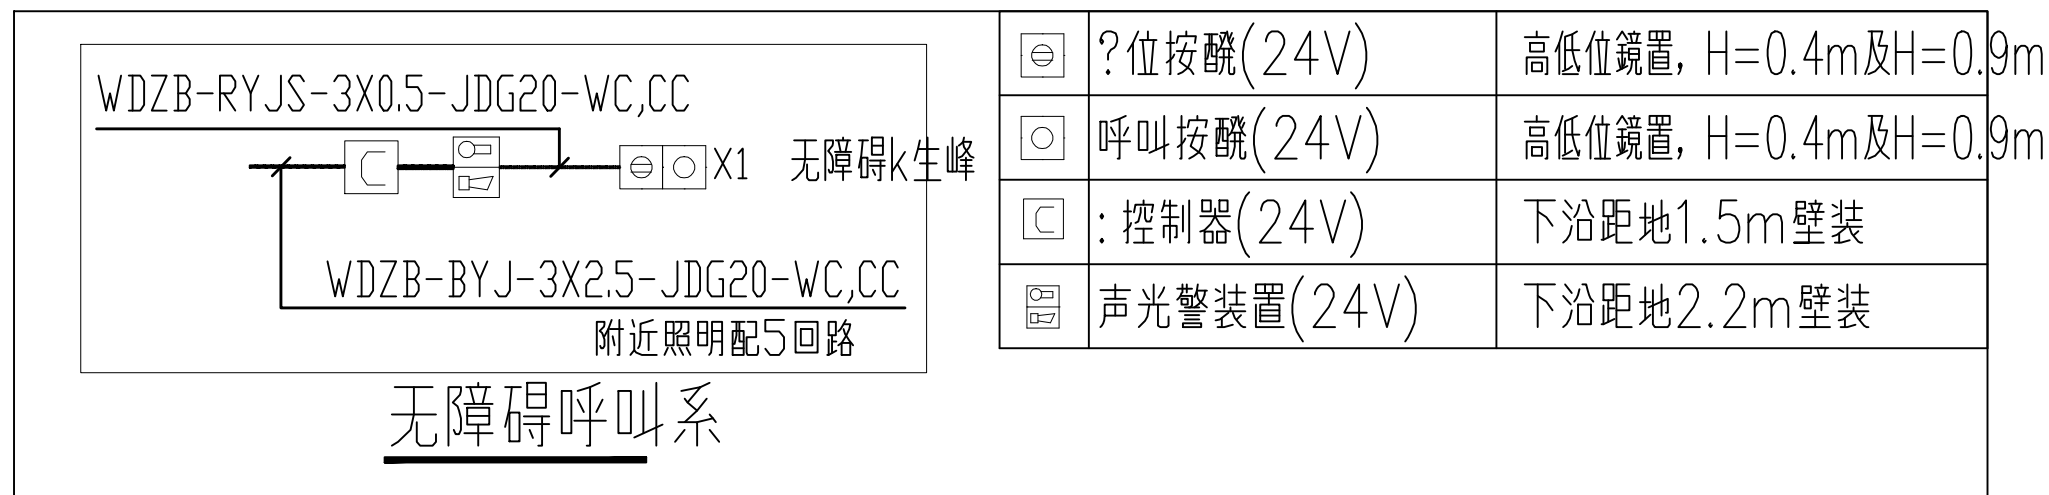 WDZB-RYJS-3X0.5-JDG20-WC,CC
X1 无障碍k生峰
WDZB-BYJ-3X2.5-JDG20-WC,CC
附近照明配5回路
无障碍呼叫系
?位按醗(24V) 高低位鏡置, H=0.4m及H=0.9m
呼叫按醗(24V) 高低位鏡置, H=0.4m及H=0.9m
:控制器(24V) 下沿距地1.5m壁装
声光警装置(24V) 下沿距地2.2m壁装